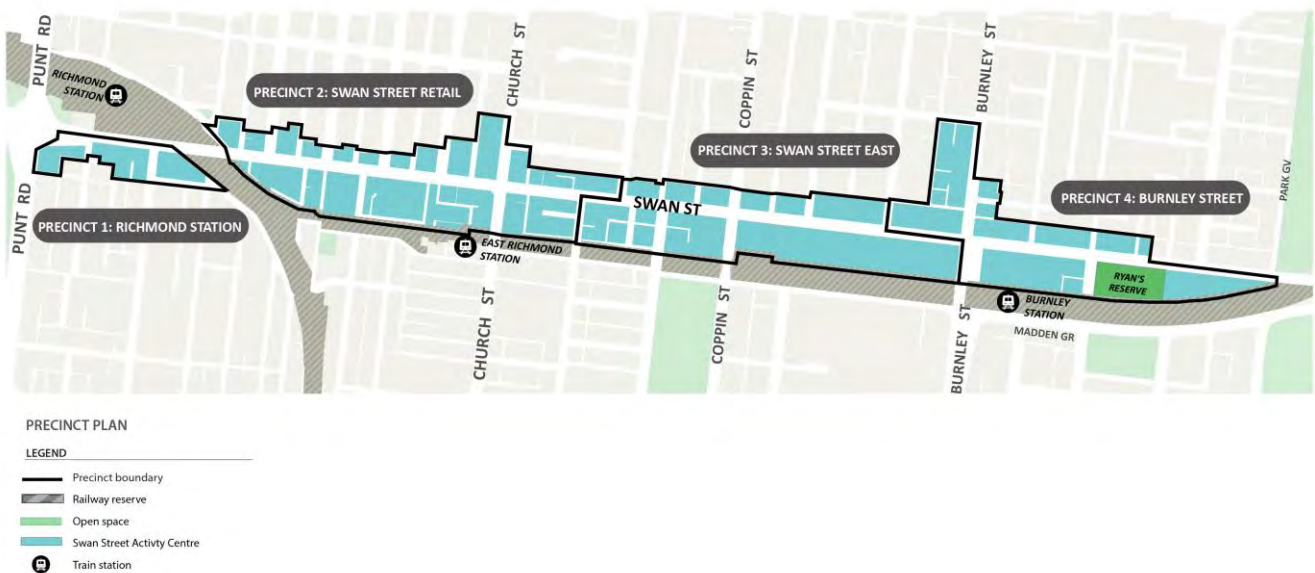 PUNT RD
RICHMOND
STATION
PRECINCT 2: SWAN STREET RETAIL
CHURCH ST
COPPIN ST
BURNLEY ST
PRECINCT 3: SWAN STREET EAST
PARK GV
SWAN ST
PRECINCT 4: BURNLEY STREET
PUNT RD
PRECINCT 1: RICHMOND STATION
EAST RICHMOND
STATION
RYAN'S
RESERVE
BURNLEY
STATION
MADDEN GR
CHURCH ST
COPPIN ST
BURNLEY ST
PRECINCT PLAN
LEGEND
Precinct boundary
Railway reserve
Open space
Swan Street Activty Centre
Train station